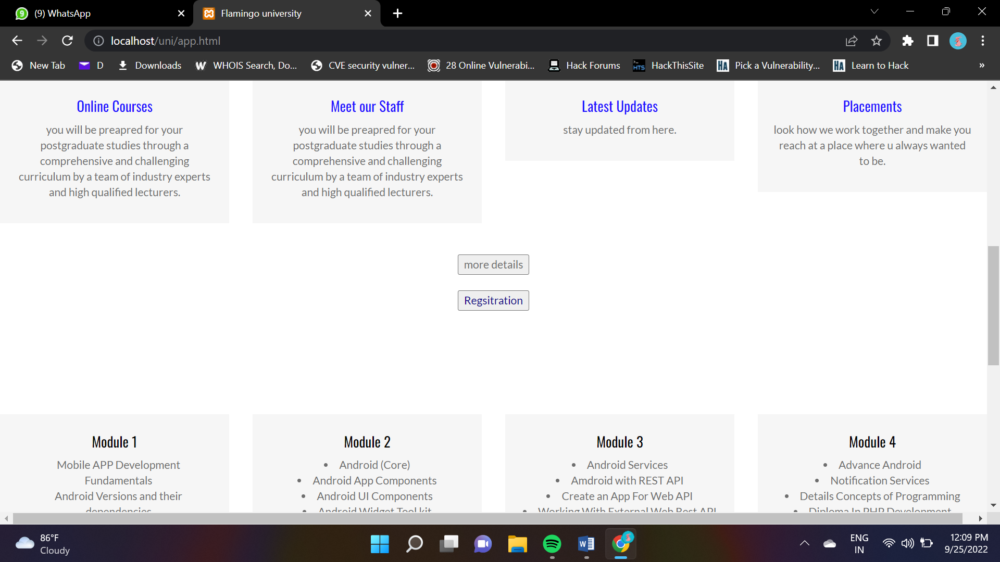 (9) WhatsApp
Flamingo university
localhost/uni/app.html
New Tab
D
Downloads
WHOIS Search, Do...
CVE security vulner...
28 Online Vulnerabi...
Hack Forums
HackThisSite
Pick a Vulnerability...
Learn to Hack
»
Online Courses
you will be preapred for your
postgraduate studies through a
comprehensive and challenging
curriculum by a team of industry experts
and high qualified lecturers.
Meet our Staff
you will be preapred for your
postgraduate studies through a
comprehensive and challenging
curriculum by a team of industry experts
and high qualified lecturers.
Latest Updates
stay updated from here.
Placements
look how we work together and make you
reach at a place where u always wanted
to be.
more details
Regsitration
Module 1
Mobile APP Development
Fundamentals
Android Versions and their
dependencies
Module 2
• Android (Core)
• Android App Components
• Android UI Components
• Android Widget Tool kit
Module 3
• Android Services
• Amdroid with REST API
• Create an App For Web API
• Working With External Web Rest API
Module 4
• Advance Android
• Notification Services
• Details Concepts of Programming
• Diploma In PHP Development
86°F
Cloudy
ENG
IN
12:09 PM
9/25/2022